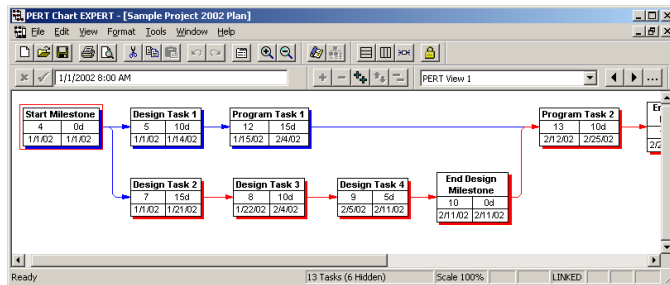 PERT Chart EXPERT - [Sample Project 2002 Plan]
File Edit View Format Tools Window Help
1/1/2002 8:00 AM
PERT View 1
Start Milestone
4 0d
1/1/02 1/1/02
Design Task 1
5 10d
1/1/02 1/14/02
Program Task 1
12 15d
1/15/02 2/4/02
Program Task 2
13 10d
2/12/02 2/25/02
Design Task 2
7 15d
1/1/02 1/21/02
Design Task 3
8 10d
1/22/02 2/4/02
Design Task 4
9 5d
2/5/02 2/11/02
End Design
Milestone
10 0d
2/11/02 2/11/02
Ready
13 Tasks (6 Hidden)
Scale 100%
LINKED